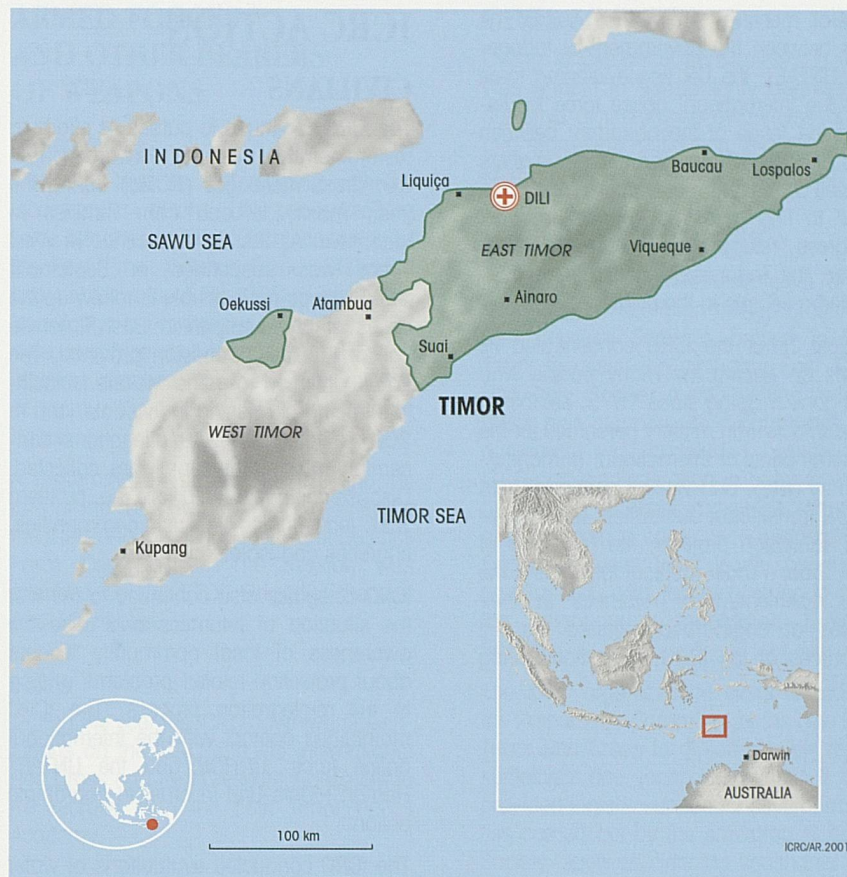 INDONESIA
Baucau
Lospalos
Liquiça
DILI
SAWU SEA
EAST TIMOR
Viqueque
Oekussi
Atambua
Ainaro
Suai
TIMOR
WEST TIMOR
TIMOR SEA
Kupang
Darwin
AUSTRALIA
100 km
ICRC/AR.2001